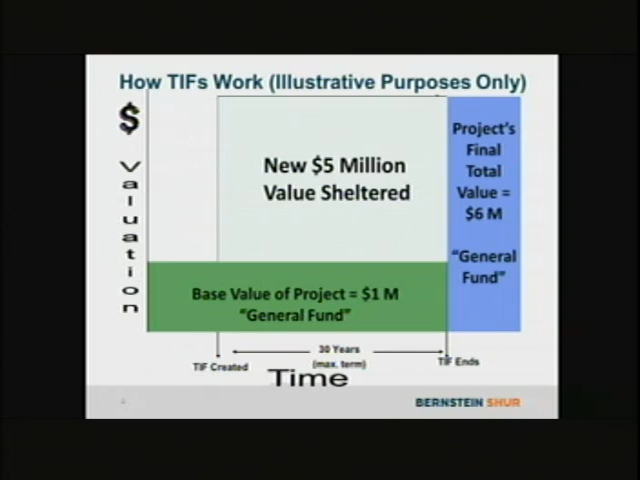 How TIFs Work (Illustrative Purposes Only)
$
Valuation
New $5 Million
Value Sheltered
Project's
Final
Total
Value =
$6 M
"General
Fund"
Base Value of Project = $1 M
"General Fund"
30 Years
(max, term)
TIF Created
TIF Ends
Time
BERNSTEIN SHUR